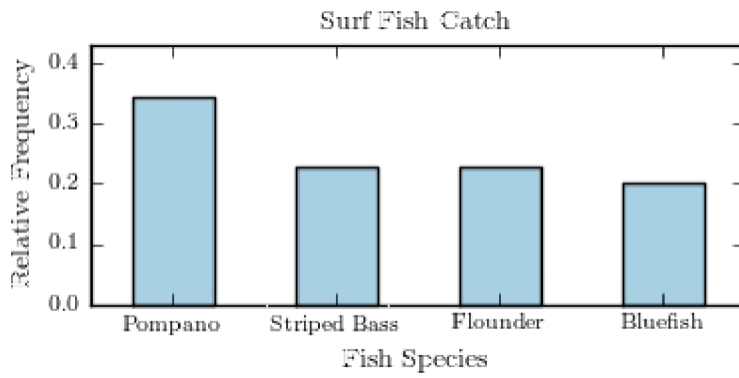 Surf Fish Catch
Relative Frequency
0.4
0.3
0.2
0.1
0.0
Pompano Striped Bass Flounder Bluefish
Fish Species